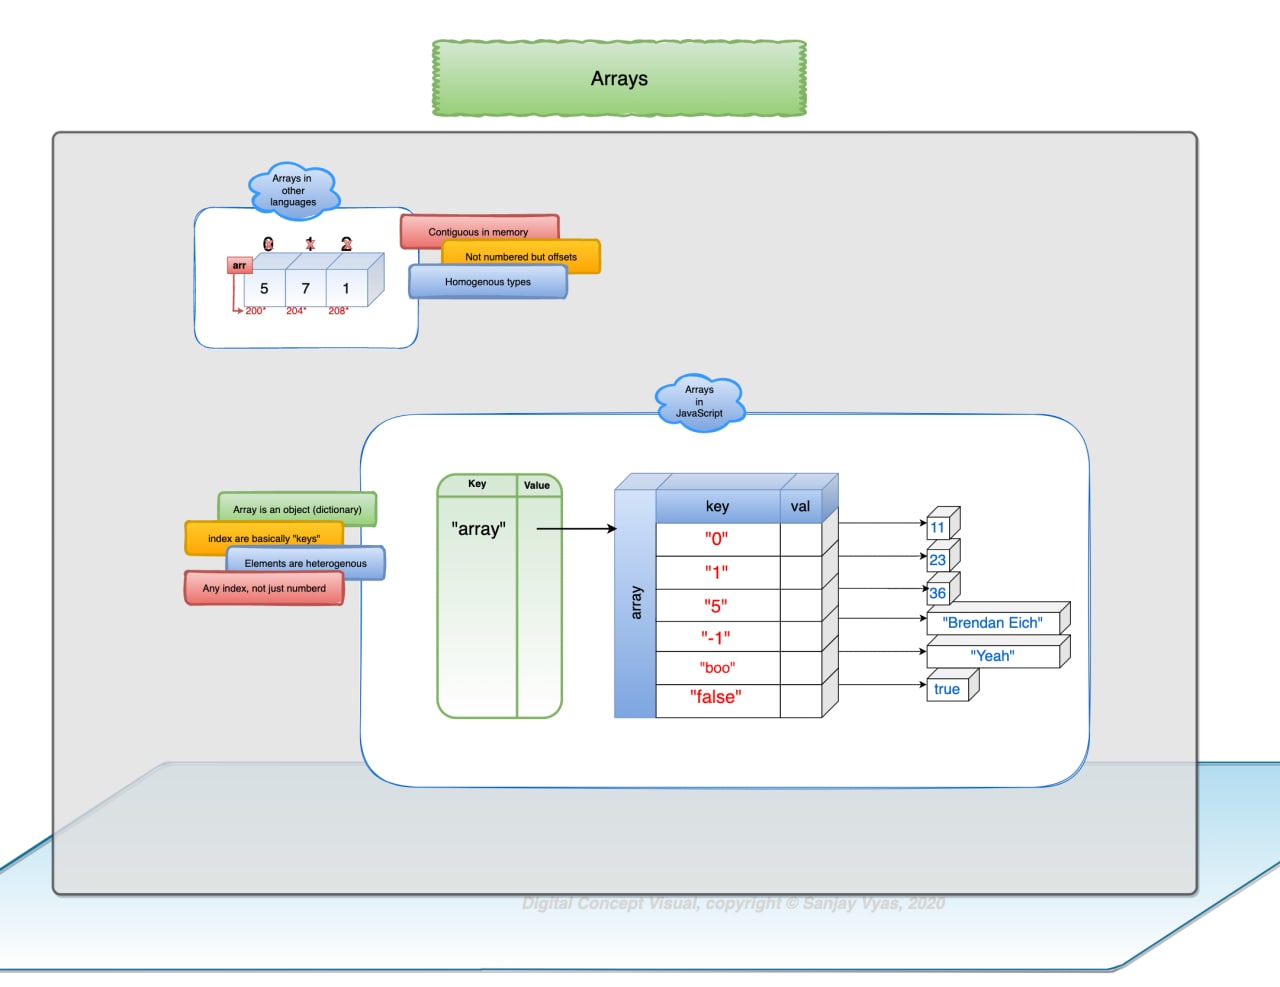 Arrays
Arrays in
other
languages
Contiguous in memory
Not numbered but offsets
Homogenous types
0 1 2
arr
5 7 1
200* 204* 208*
Arrays
in
JavaScript
Array is an object (dictionary)
index are basically "keys"
Elements are heterogenous
Any index, not just numberd
Key Value
"array"
array
key val
"0"
"1"
"5"
"-1"
"boo"
"false"
11
23
36
"Brendan Eich"
"Yeah"
true
Digital Concept Visual, copyright © Sanjay Vyas, 2020